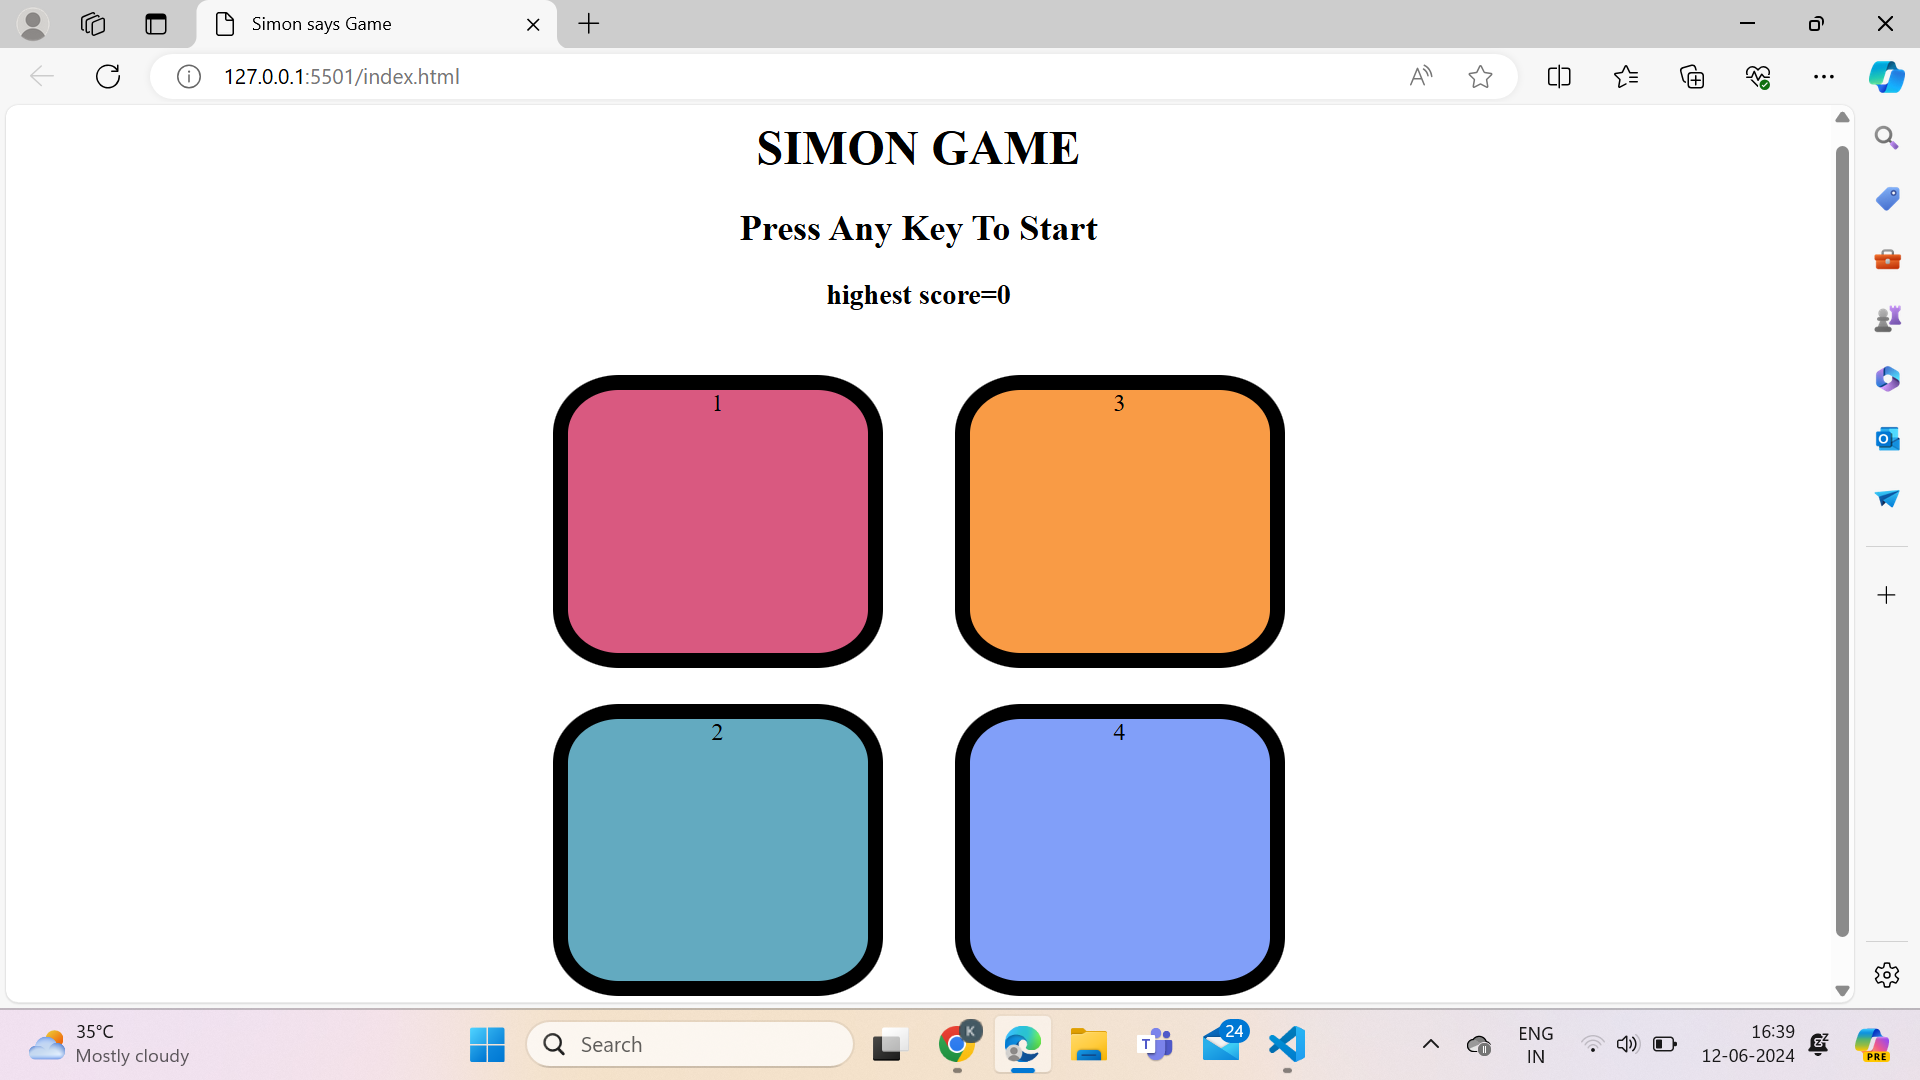 Simon says Game
127.0.0.1:5501/index.html
SIMON GAME
Press Any Key To Start
highest score=0
1
3
2
4
35°C
Mostly cloudy
Search
K
T
24
ENG
IN
16:39
12-06-2024
PRE